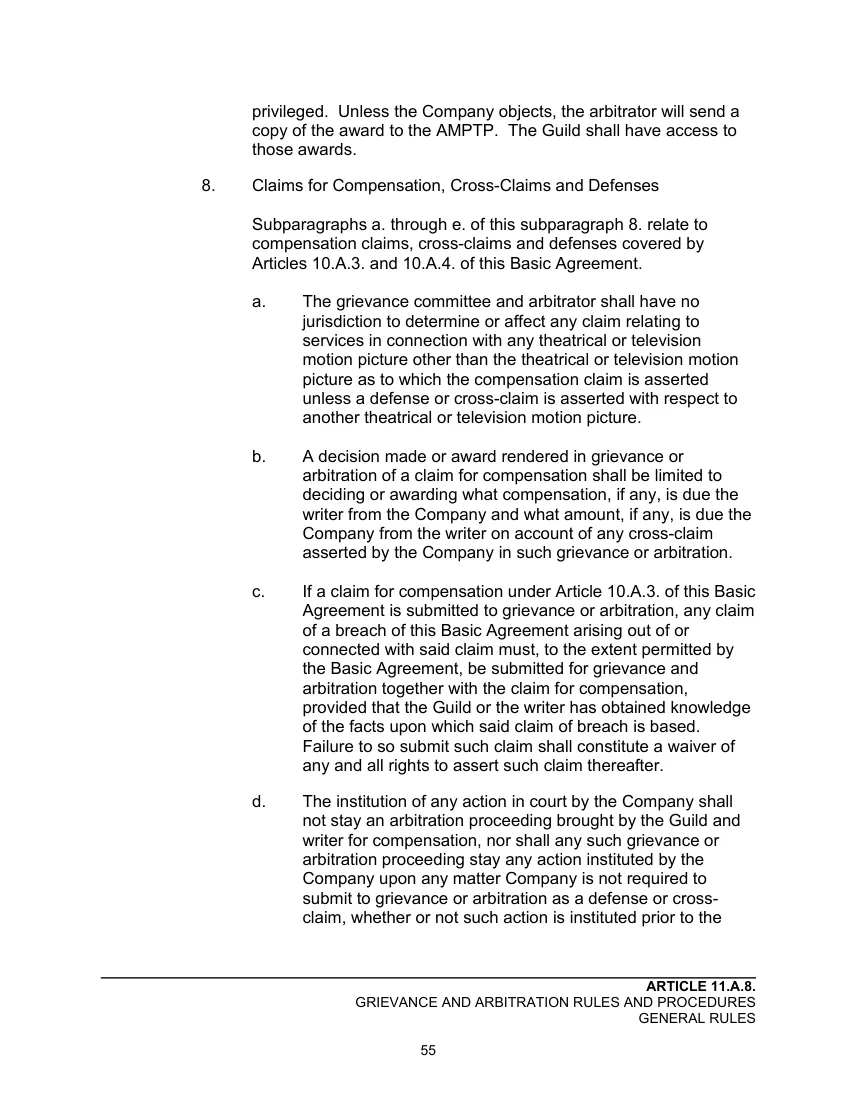 privileged.  Unless the Company objects, the arbitrator will send a
copy of the award to the AMPTP.  The Guild shall have access to
those awards.
8. Claims for Compensation, Cross-Claims and Defenses
Subparagraphs a. through e. of this subparagraph 8. relate to
compensation claims, cross-claims and defenses covered by
Articles 10.A.3. and 10.A.4. of this Basic Agreement.
a. The grievance committee and arbitrator shall have no
jurisdiction to determine or affect any claim relating to
services in connection with any theatrical or television
motion picture other than the theatrical or television motion
picture as to which the compensation claim is asserted
unless a defense or cross-claim is asserted with respect to
another theatrical or television motion picture.
b. A decision made or award rendered in grievance or
arbitration of a claim for compensation shall be limited to
deciding or awarding what compensation, if any, is due the
writer from the Company and what amount, if any, is due the
Company from the writer on account of any cross-claim
asserted by the Company in such grievance or arbitration.
c. If a claim for compensation under Article 10.A.3. of this Basic
Agreement is submitted to grievance or arbitration, any claim
of a breach of this Basic Agreement arising out of or
connected with said claim must, to the extent permitted by
the Basic Agreement, be submitted for grievance and
arbitration together with the claim for compensation,
provided that the Guild or the writer has obtained knowledge
of the facts upon which said claim of breach is based.
Failure to so submit such claim shall constitute a waiver of
any and all rights to assert such claim thereafter.
d. The institution of any action in court by the Company shall
not stay an arbitration proceeding brought by the Guild and
writer for compensation, nor shall any such grievance or
arbitration proceeding stay any action instituted by the
Company upon any matter Company is not required to
submit to grievance or arbitration as a defense or cross-
claim, whether or not such action is instituted prior to the
ARTICLE 11.A.8.
GRIEVANCE AND ARBITRATION RULES AND PROCEDURES
GENERAL RULES
55